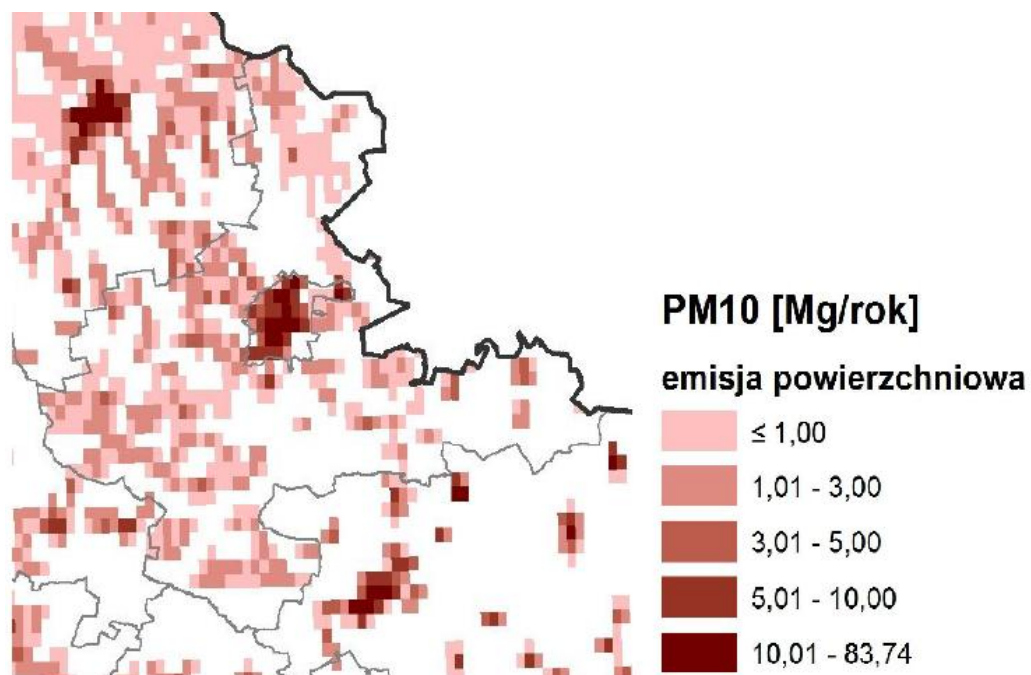 PM10 [Mg/rok]
emisja powierzchniowa
≤ 1,00
1,01 - 3,00
3,01 - 5,00
5,01 - 10,00
10,01 - 83,74